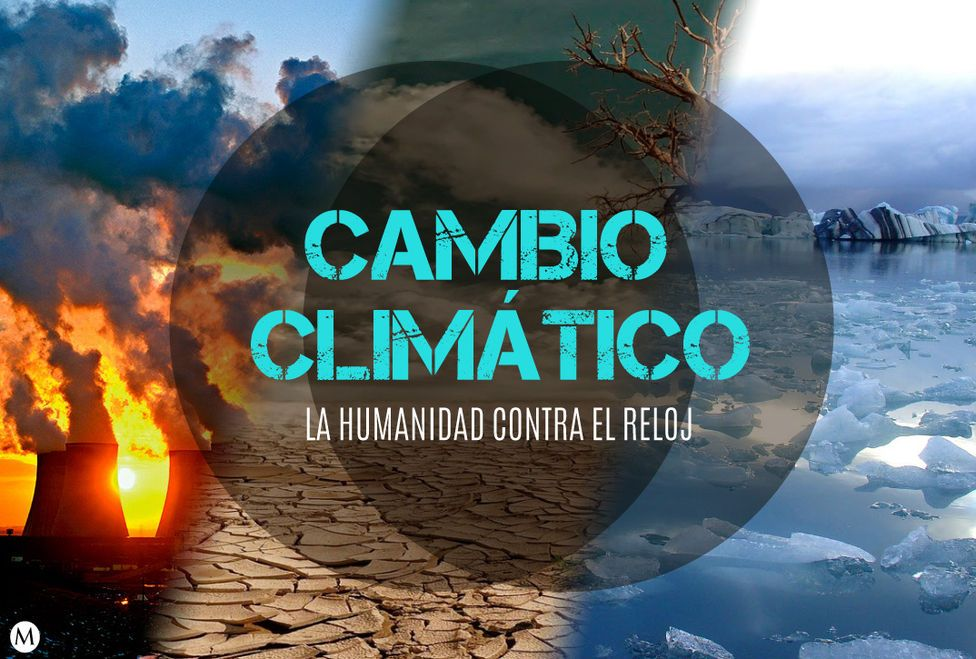 CAMBIO
CLIMÁTICO
LA HUMANIDAD CONTRA EL RELOJ
M